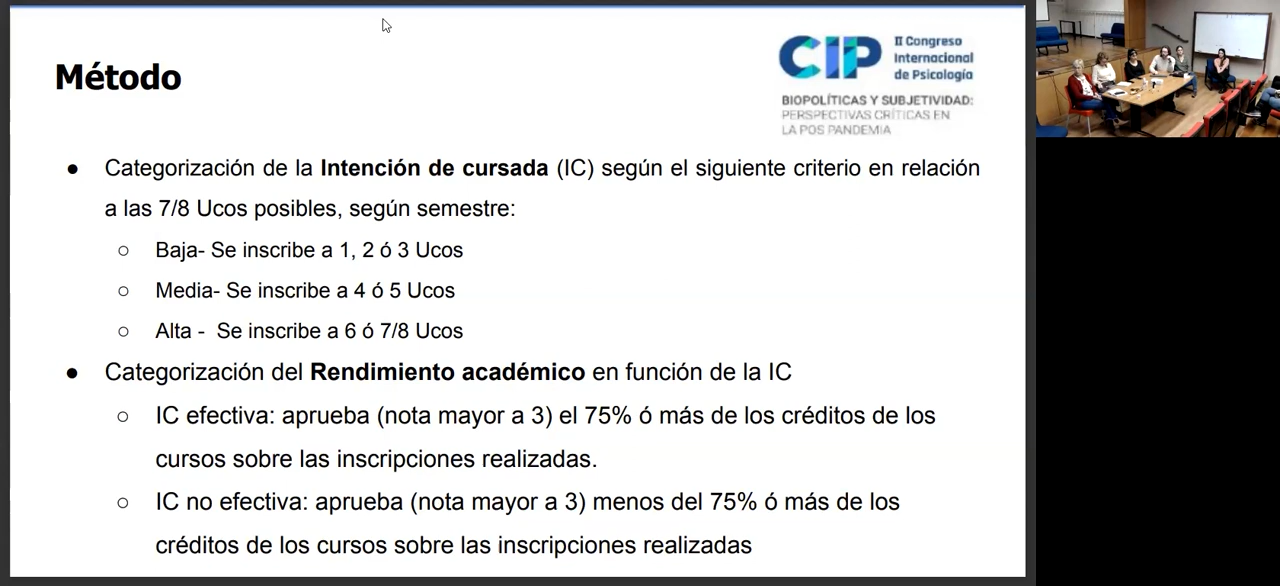 Método
CIP
II Congreso
Internacional
de Psicología
BIOPOLÍTICAS Y SUBJETIVIDAD:
PERSPECTIVAS CRÍTICAS EN
LA POS PANDEMIA
● Categorización de la Intención de cursada (IC) según el siguiente criterio en relación
a las 7/8 Ucos posibles, según semestre:
○ Baja- Se inscribe a 1, 2 ó 3 Ucos
○ Media- Se inscribe a 4 ó 5 Ucos
○ Alta - Se inscribe a 6 ó 7/8 Ucos
● Categorización del Rendimiento académico en función de la IC
○ IC efectiva: aprueba (nota mayor a 3) el 75% ó más de los créditos de los
cursos sobre las inscripciones realizadas.
○ IC no efectiva: aprueba (nota mayor a 3) menos del 75% ó más de los
créditos de los cursos sobre las inscripciones realizadas